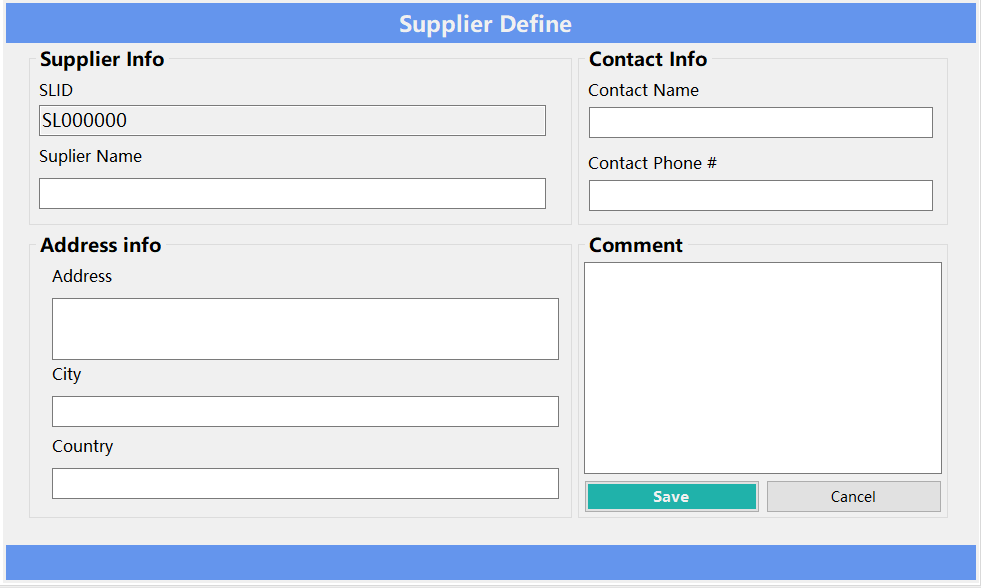 Supplier Define
Supplier Info
SLID
SL000000
Suplier Name
Contact Info
Contact Name
Contact Phone #
Address info
Address
City
Country
Comment
Save
Cancel